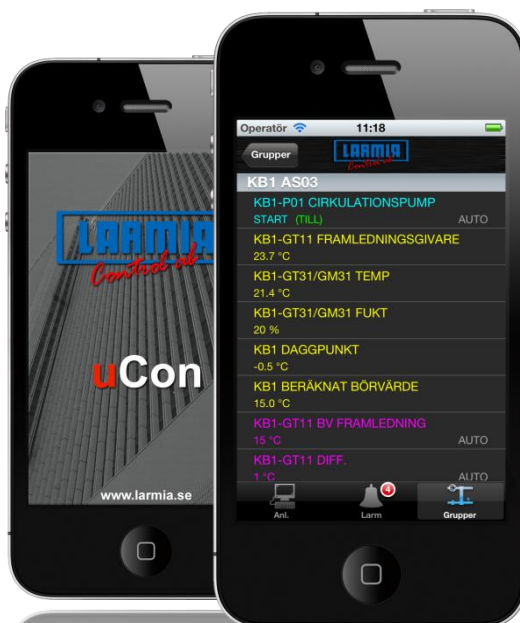 LARMIA
Control ab
uCon
www.larmia.se
Operatör
11:18
Grupper
LARMIA
Control ab
KB1 AS03
KB1-P01 CIRKULATIONSPUMP
START (TILL) AUTO
KB1-GT11 FRAMLEDNINGSGIVARE
23.7 °C
KB1-GT31/GM31 TEMP
21.4 °C
KB1-GT31/GM31 FUKT
20 %
KB1 DAGGPUNKT
-0.5 °C
KB1 BERÄKNAT BÖRVÄRDE
15.0 °C
KB1-GT11 BV FRAMLEDNING
15 °C AUTO
KB1-GT11 DIFF.
1 °C AUTO
4
Anl. Larm Grupper